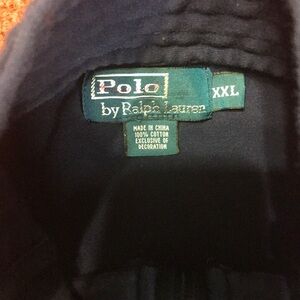 Polo
by Ralph Lauren
XXL
MADE IN CHINA
100% COTTON
EXCLUSIVE OF
DECORATION